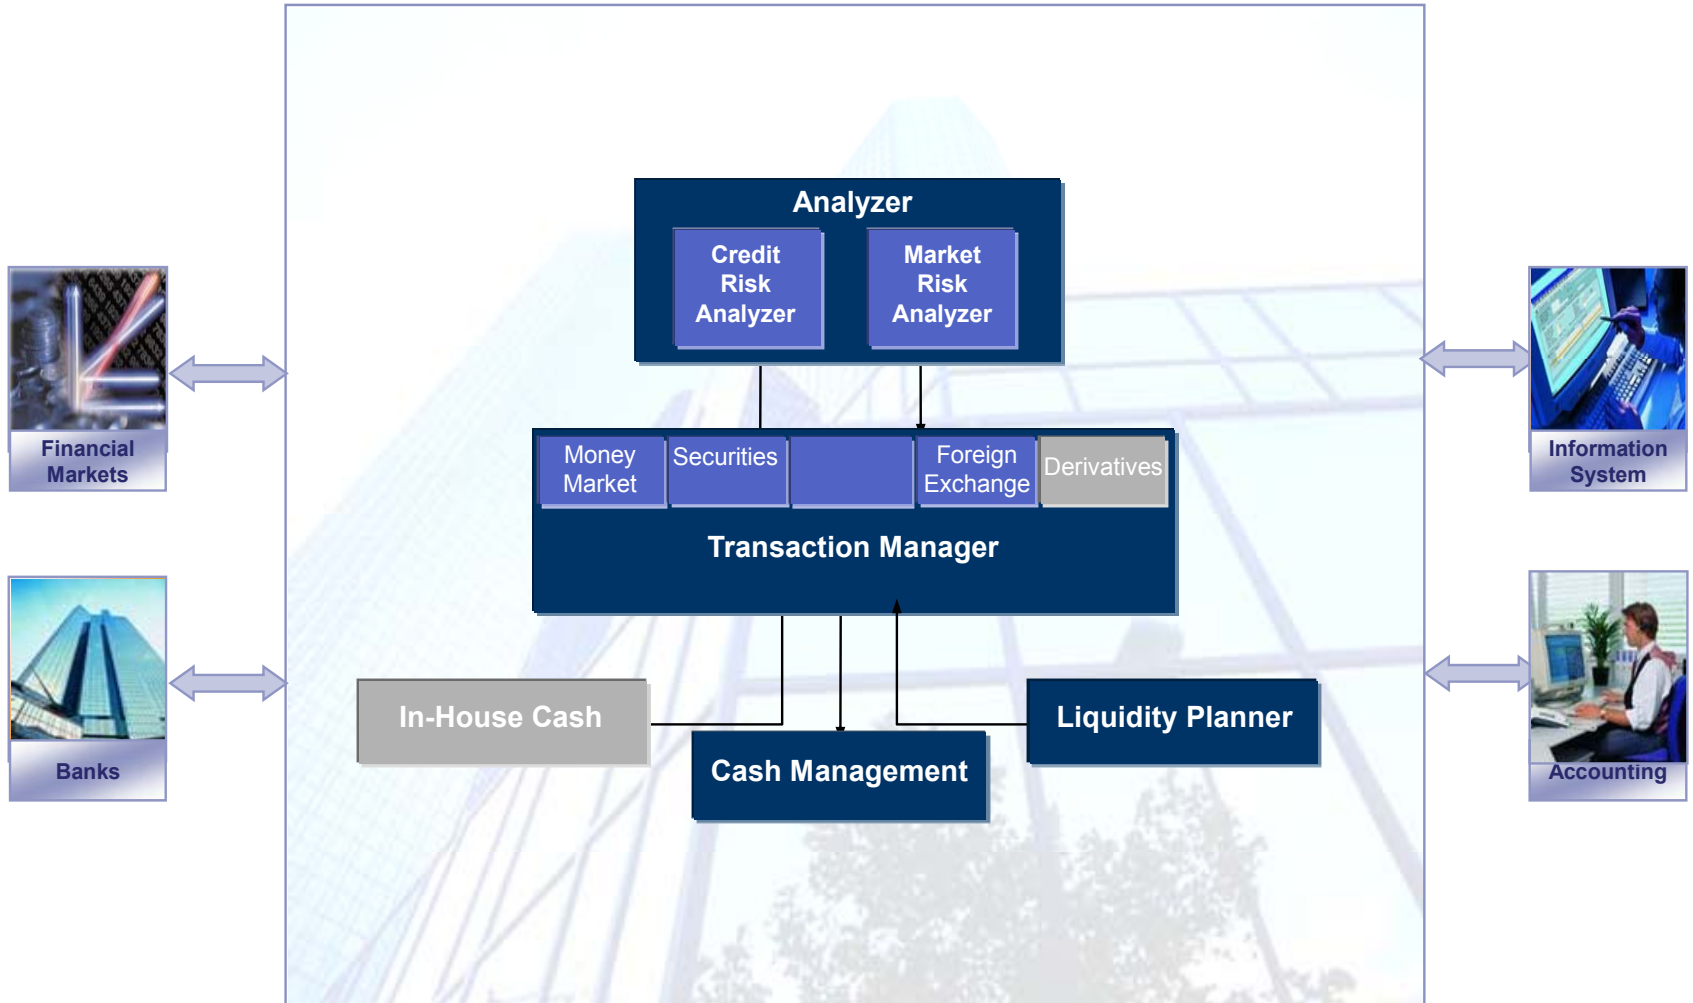 Analyzer
Credit
Risk
Analyzer
Market
Risk
Analyzer
Financial
Markets
Information
System
Money
Market
Securities
Foreign
Exchange
Derivatives
Transaction Manager
In-House Cash
Liquidity Planner
Cash Management
Banks
Accounting